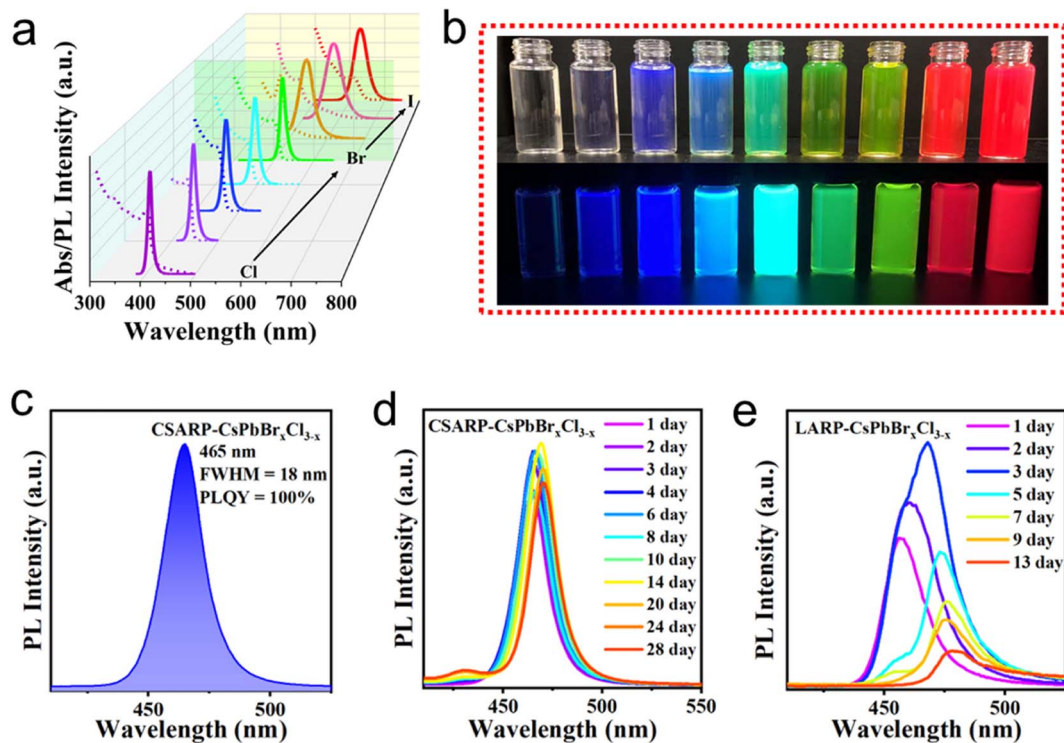 a
Abs/PL Intensity (a.u.)
Cl
Br
I
300 400 500 600 700 800
Wavelength (nm)
b
c
CSARP-CsPbBrₓCl₃₋ₓ
465 nm
FWHM = 18 nm
PLQY = 100%
PL Intensity (a.u.)
450 500
Wavelength (nm)
d
CSARP-CsPbBrₓCl₃₋ₓ
1 day
2 day
3 day
4 day
6 day
8 day
10 day
14 day
20 day
24 day
28 day
PL Intensity (a.u.)
450 500 550
Wavelength (nm)
e
LARP-CsPbBrₓCl₃₋ₓ
1 day
2 day
3 day
5 day
7 day
9 day
13 day
PL Intensity (a.u.)
450 500
Wavelength (nm)